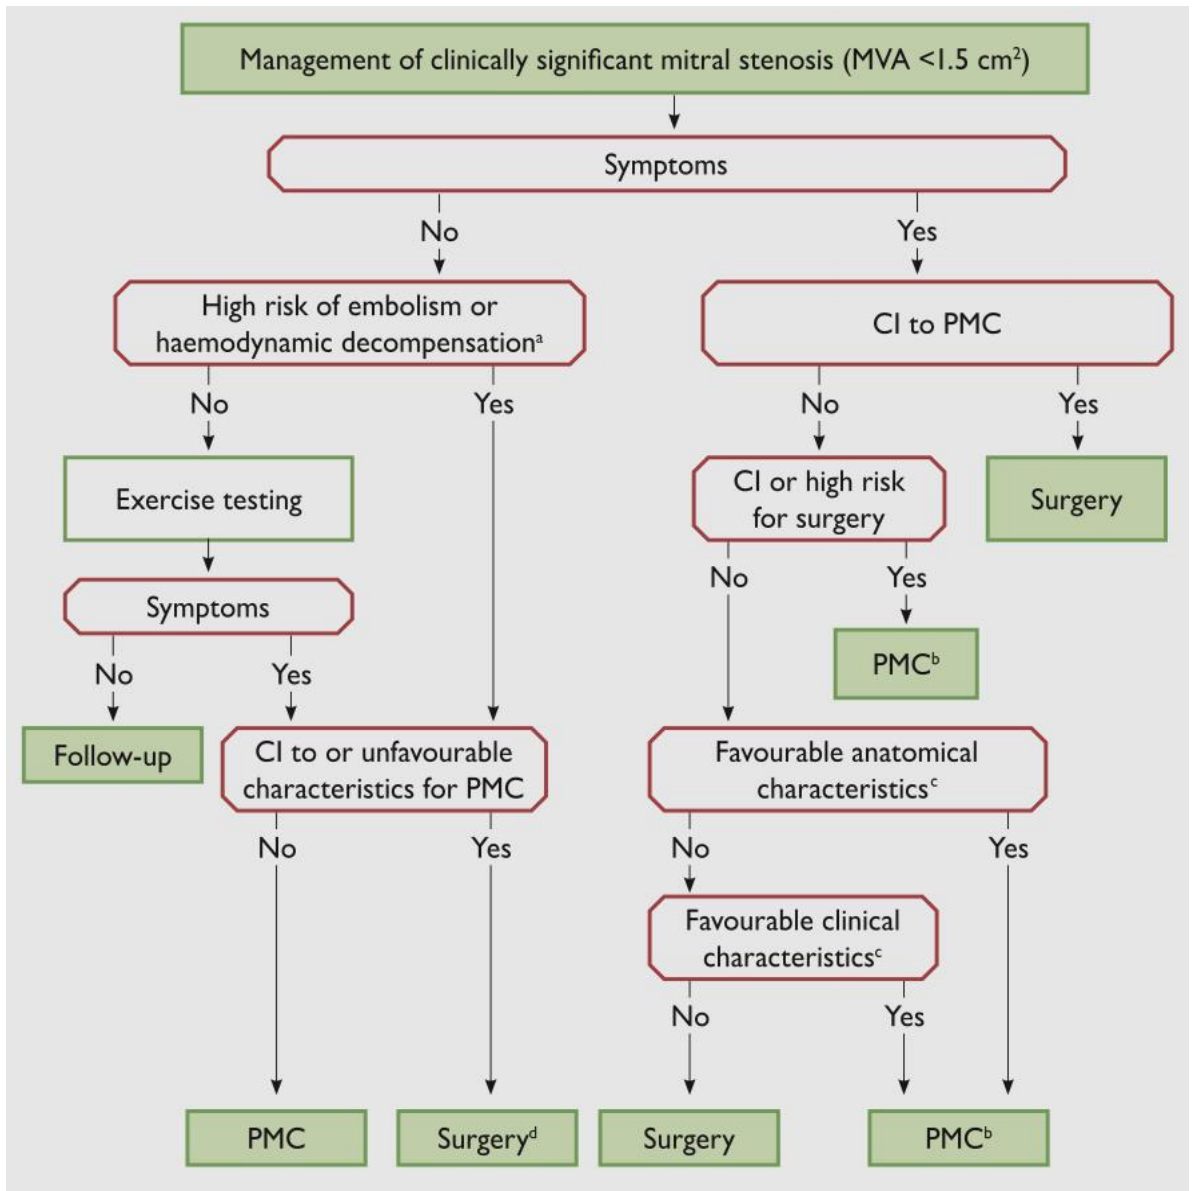 Management of clinically significant mitral stenosis (MVA <1.5 cm²)
Symptoms
No
Yes
High risk of embolism or
haemodynamic decompensationᵃ
CI to PMC
No
Yes
No
Yes
Exercise testing
CI or high risk
for surgery
Surgery
No
Yes
Symptoms
PMCᵇ
No
Yes
Follow-up
CI to or unfavourable
characteristics for PMC
Favourable anatomical
characteristicsᶜ
No
Yes
No
Yes
Favourable clinical
characteristicsᶜ
No
Yes
PMC
Surgeryᵈ
Surgery
PMCᵇ